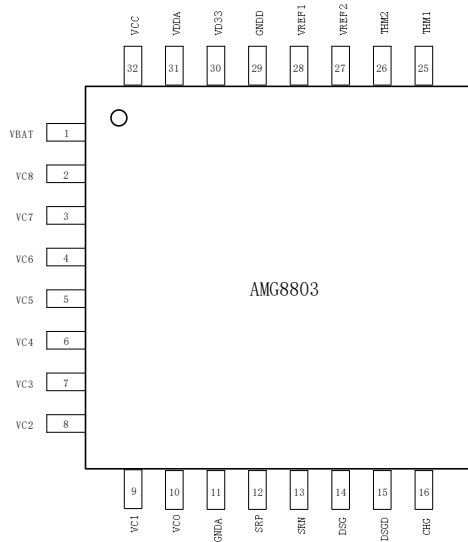 VCC
VDDA
VD33
GNDD
VREF1
VREF2
THM2
THM1
32
31
30
29
28
27
26
25
VBAT 1
VC8 2
VC7 3
VC6 4
VC5 5
AMG8803
VC4 6
VC3 7
VC2 8
9
10
11
12
13
14
15
16
VC1
VC0
GNDA
SRP
SRN
DSG
DSGD
CHG